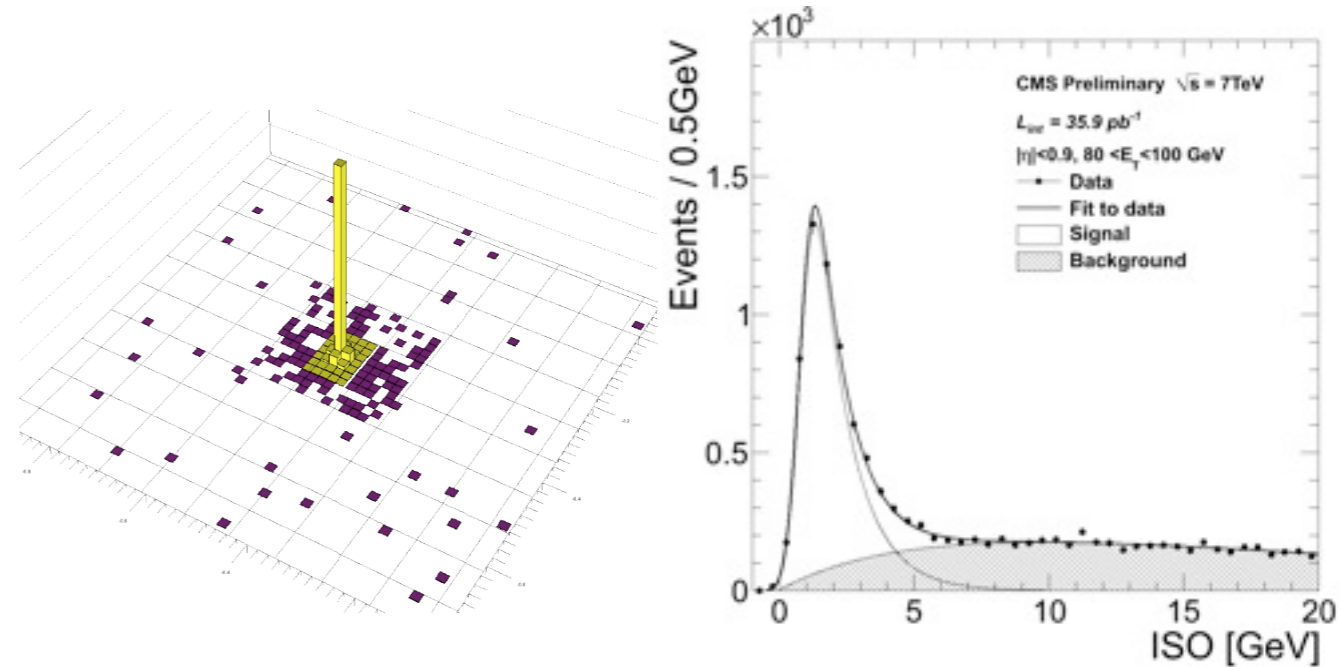 ×10³
Events / 0.5GeV
CMS Preliminary √s = 7TeV
L_int = 35.9 pb⁻¹
|η|<0.9, 80 <E_T<100 GeV
Data
Fit to data
Signal
Background
1.5
1
0.5
0
0 5 10 15 20
ISO [GeV]